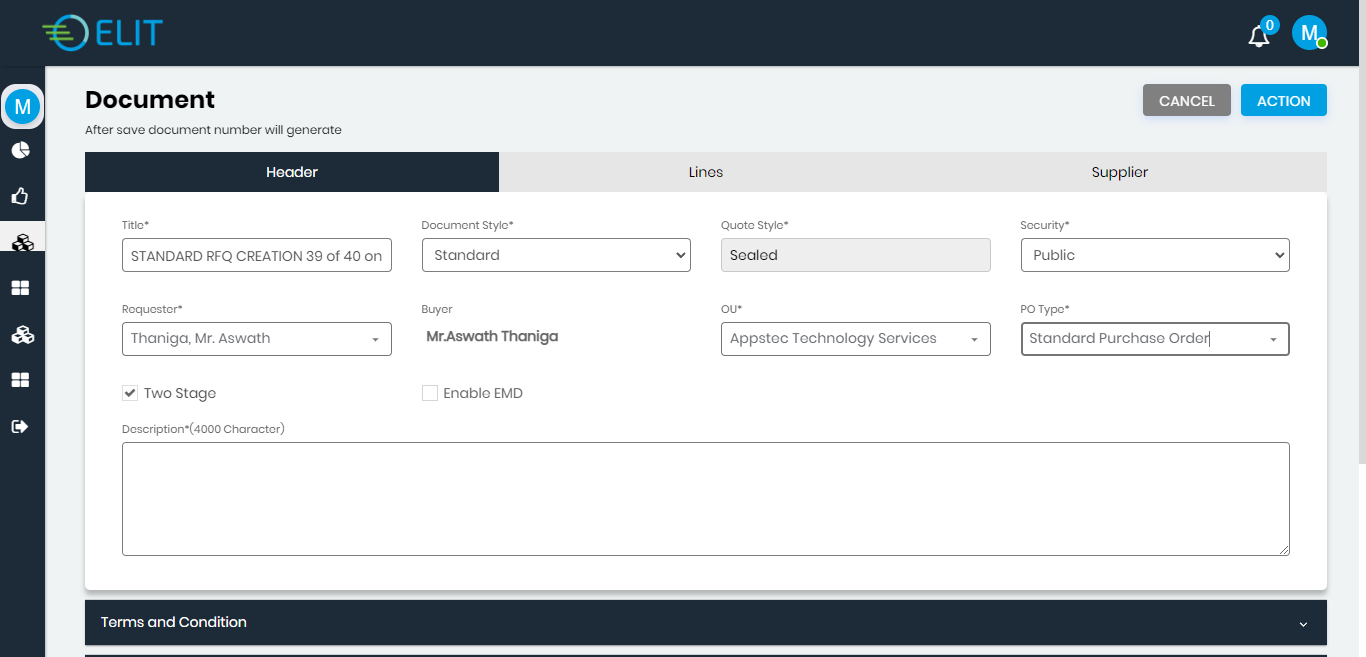 ELIT
0
M
M
Document
CANCEL
ACTION
After save document number will generate
Header
Lines
Supplier
Title*
Document Style*
Quote Style*
Security*
STANDARD RFQ CREATION 39 of 40 on
Standard
Sealed
Public
Requester*
Buyer
OU*
PO Type*
Thaniga, Mr. Aswath
Mr.Aswath Thaniga
Appstec Technology Services
Standard Purchase Order
Two Stage
Enable EMD
Description*(4000 Character)
Terms and Condition